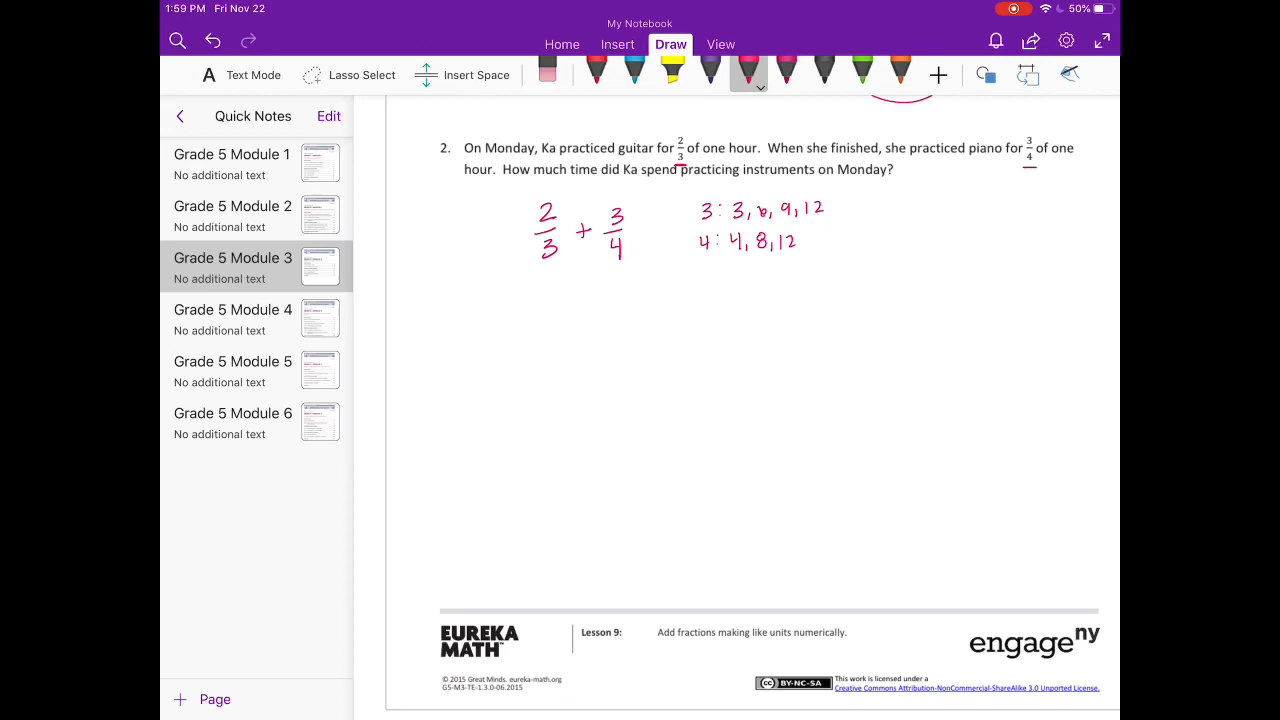 1:59 PM Fri Nov 22
50%
My Notebook
Home Insert Draw View
A Text Mode Lasso Select Insert Space
Quick Notes Edit
Grade 5 Module 1
No additional text
Grade 5 Module 2
No additional text
Grade 5 Module 3
No additional text
Grade 5 Module 4
No additional text
Grade 5 Module 5
No additional text
Grade 5 Module 6
No additional text
+ Page
2. On Monday, Ka practiced guitar for 2/3 of one hour. When she finished, she practiced piano for 3/4 of one
hour. How much time did Ka spend practicing instruments on Monday?
2/3 + 3/4
3: 3, 6, 9, 12
4: 4, 8, 12
EUREKA
MATH™
Lesson 9: Add fractions making like units numerically.
engageny
© 2015 Great Minds. eureka-math.org
G5-M3-TE-1.3.0-06.2015
cc BY-NC-SA
This work is licensed under a
Creative Commons Attribution-NonCommercial-ShareAlike 3.0 Unported License.